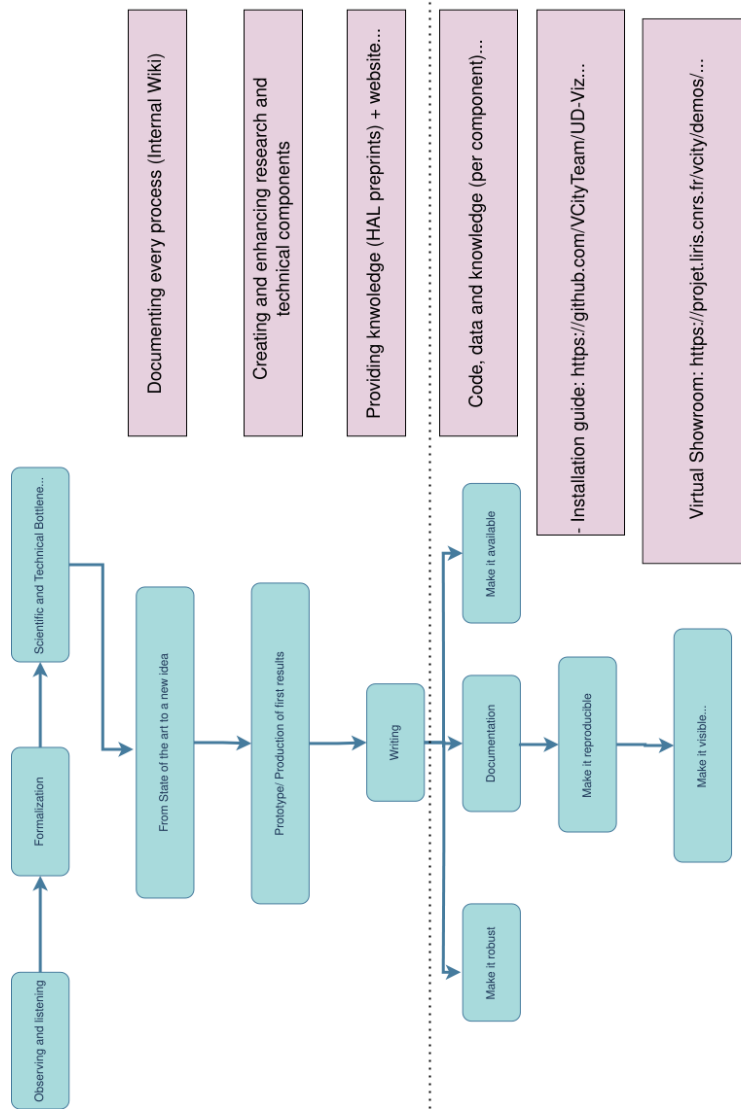 Observing and listening
Formalization
Scientific and Technical Bottlene...
From State of the art to a new idea
Documenting every process (Internal Wiki)
Prototype/ Production of first results
Creating and enhancing research and
technical components
Writing
Providing knwoledge (HAL preprints) + website...
Make it robust
Documentation
Make it available
Code, data and knowledge (per component)...
Make it reproducible
- Installation guide: https://github.com/VCityTeam/UD-Viz...
Make it visible...
Virtual Showroom: https://projet.liris.cnrs.fr/vcity/demos/...